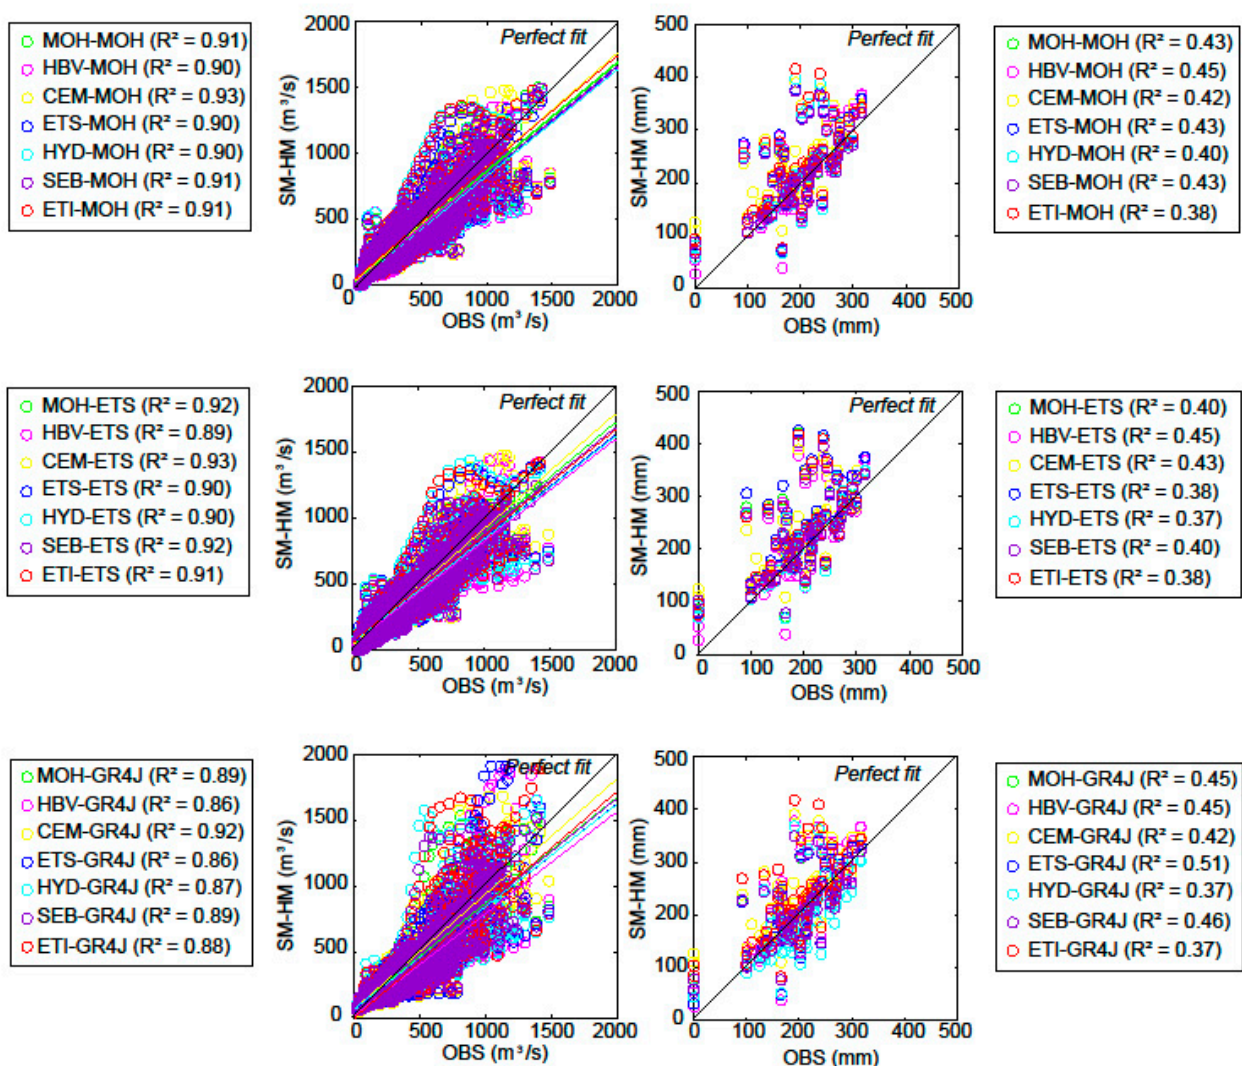 MOH-MOH (R² = 0.91)
HBV-MOH (R² = 0.90)
CEM-MOH (R² = 0.93)
ETS-MOH (R² = 0.90)
HYD-MOH (R² = 0.90)
SEB-MOH (R² = 0.91)
ETI-MOH (R² = 0.91)
2000
1500
1000
500
0
SM-HM (m³/s)
Perfect fit
0 500 1000 1500 2000
OBS (m³/s)
500
400
300
200
100
0
SM-HM (mm)
Perfect fit
0 100 200 300 400 500
OBS (mm)
MOH-MOH (R² = 0.43)
HBV-MOH (R² = 0.45)
CEM-MOH (R² = 0.42)
ETS-MOH (R² = 0.43)
HYD-MOH (R² = 0.40)
SEB-MOH (R² = 0.43)
ETI-MOH (R² = 0.38)
MOH-ETS (R² = 0.92)
HBV-ETS (R² = 0.89)
CEM-ETS (R² = 0.93)
ETS-ETS (R² = 0.90)
HYD-ETS (R² = 0.90)
SEB-ETS (R² = 0.92)
ETI-ETS (R² = 0.91)
2000
1500
1000
500
0
SM-HM (m³/s)
Perfect fit
0 500 1000 1500 2000
OBS (m³/s)
500
400
300
200
100
0
SM-HM (mm)
Perfect fit
0 100 200 300 400 500
OBS (mm)
MOH-ETS (R² = 0.40)
HBV-ETS (R² = 0.45)
CEM-ETS (R² = 0.43)
ETS-ETS (R² = 0.38)
HYD-ETS (R² = 0.37)
SEB-ETS (R² = 0.40)
ETI-ETS (R² = 0.38)
MOH-GR4J (R² = 0.89)
HBV-GR4J (R² = 0.86)
CEM-GR4J (R² = 0.92)
ETS-GR4J (R² = 0.86)
HYD-GR4J (R² = 0.87)
SEB-GR4J (R² = 0.89)
ETI-GR4J (R² = 0.88)
2000
1500
1000
500
0
SM-HM (m³/s)
Perfect fit
0 500 1000 1500 2000
OBS (m³/s)
500
400
300
200
100
0
SM-HM (mm)
Perfect fit
0 100 200 300 400 500
OBS (mm)
MOH-GR4J (R² = 0.45)
HBV-GR4J (R² = 0.45)
CEM-GR4J (R² = 0.42)
ETS-GR4J (R² = 0.51)
HYD-GR4J (R² = 0.37)
SEB-GR4J (R² = 0.46)
ETI-GR4J (R² = 0.37)